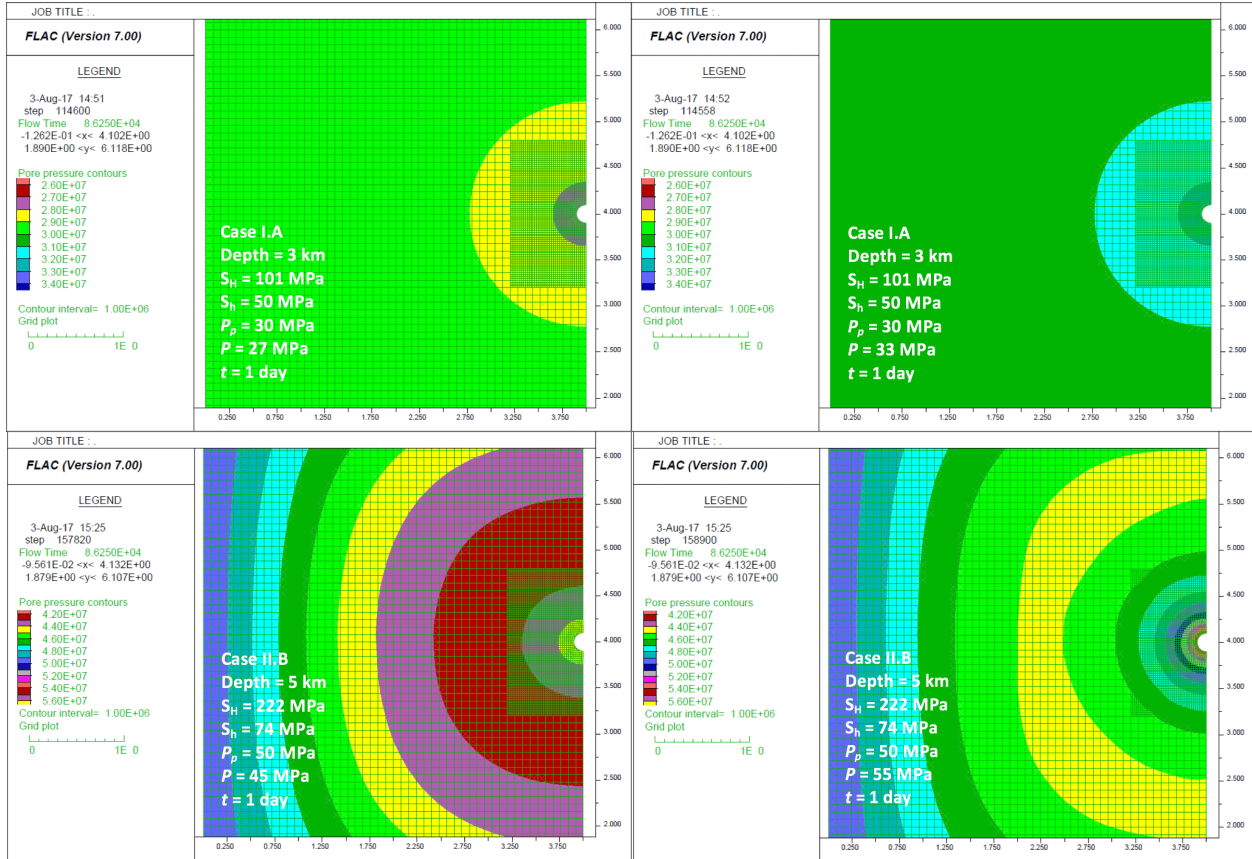 JOB TITLE : .
FLAC (Version 7.00)
LEGEND
3-Aug-17 14:51
step 114600
Flow Time 8.6250E+04
-1.262E-01 <x< 4.102E+00
1.890E+00 <y< 6.118E+00
Pore pressure contours
2.60E+07
2.70E+07
2.80E+07
2.90E+07
3.00E+07
3.10E+07
3.20E+07
3.30E+07
3.40E+07
Contour interval= 1.00E+06
Grid plot
0 1E 0
Case I.A
Depth = 3 km
S_H = 101 MPa
S_h = 50 MPa
P_p = 30 MPa
P = 27 MPa
t = 1 day
6.000
5.500
5.000
4.500
4.000
3.500
3.000
2.500
2.000
0.250 0.750 1.250 1.750 2.250 2.750 3.250 3.750
JOB TITLE : .
FLAC (Version 7.00)
LEGEND
3-Aug-17 14:52
step 114558
Flow Time 8.6250E+04
-1.262E-01 <x< 4.102E+00
1.890E+00 <y< 6.118E+00
Pore pressure contours
2.60E+07
2.70E+07
2.80E+07
2.90E+07
3.00E+07
3.10E+07
3.20E+07
3.30E+07
3.40E+07
Contour interval= 1.00E+06
Grid plot
0 1E 0
Case I.A
Depth = 3 km
S_H = 101 MPa
S_h = 50 MPa
P_p = 30 MPa
P = 33 MPa
t = 1 day
6.000
5.500
5.000
4.500
4.000
3.500
3.000
2.500
2.000
0.250 0.750 1.250 1.750 2.250 2.750 3.250 3.750
JOB TITLE : .
FLAC (Version 7.00)
LEGEND
3-Aug-17 15:25
step 157820
Flow Time 8.6250E+04
-9.561E-02 <x< 4.132E+00
1.879E+00 <y< 6.107E+00
Pore pressure contours
4.20E+07
4.40E+07
4.60E+07
4.80E+07
5.00E+07
5.20E+07
5.40E+07
5.60E+07
Contour interval= 1.00E+06
Grid plot
0 1E 0
Case II.B
Depth = 5 km
S_H = 222 MPa
S_h = 74 MPa
P_p = 50 MPa
P = 45 MPa
t = 1 day
6.000
5.500
5.000
4.500
4.000
3.500
3.000
2.500
2.000
0.250 0.750 1.250 1.750 2.250 2.750 3.250 3.750
JOB TITLE : .
FLAC (Version 7.00)
LEGEND
3-Aug-17 15:25
step 158900
Flow Time 8.6250E+04
-9.561E-02 <x< 4.132E+00
1.879E+00 <y< 6.107E+00
Pore pressure contours
4.20E+07
4.40E+07
4.60E+07
4.80E+07
5.00E+07
5.20E+07
5.40E+07
5.60E+07
Contour interval= 1.00E+06
Grid plot
0 1E 0
Case II.B
Depth = 5 km
S_H = 222 MPa
S_h = 74 MPa
P_p = 50 MPa
P = 55 MPa
t = 1 day
6.000
5.500
5.000
4.500
4.000
3.500
3.000
2.500
2.000
0.250 0.750 1.250 1.750 2.250 2.750 3.250 3.750